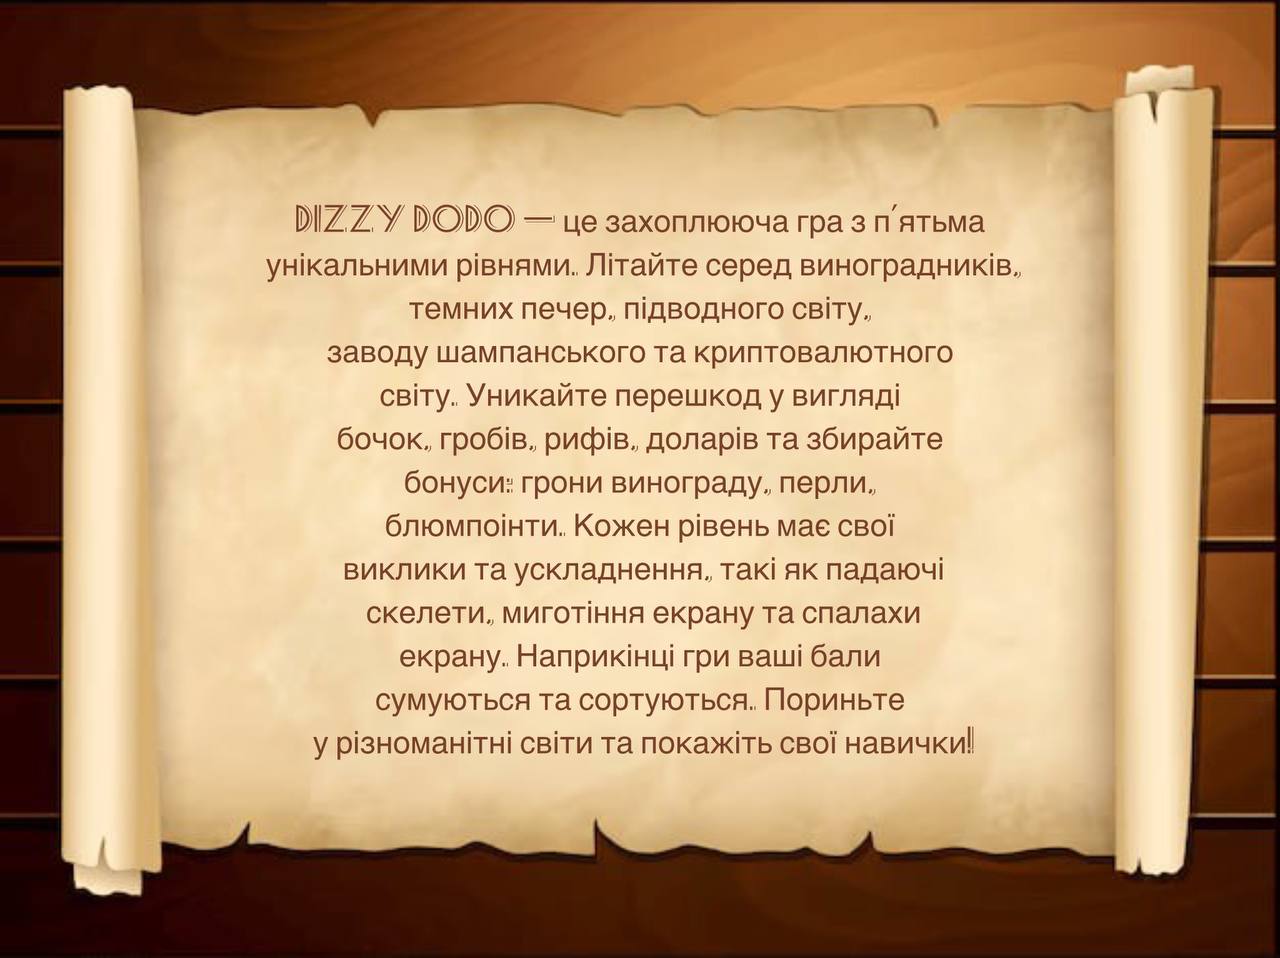 DIZZY DODO — це захоплююча гра з п'ятьма
унікальними рівнями. Літайте серед виноградників,
темних печер, підводного світу,
заводу шампанського та криптовалютного
світу. Уникайте перешкод у вигляді
бочок, гробів, рифів, доларів та збирайте
бонуси: грони винограду, перли,
блюмпоінти. Кожен рівень має свої
виклики та ускладнення, такі як падаючі
скелети, миготіння екрану та спалахи
екрану. Наприкінці гри ваші бали
сумуються та сортуються. Пориньте
у різноманітні світи та покажіть свої навички!